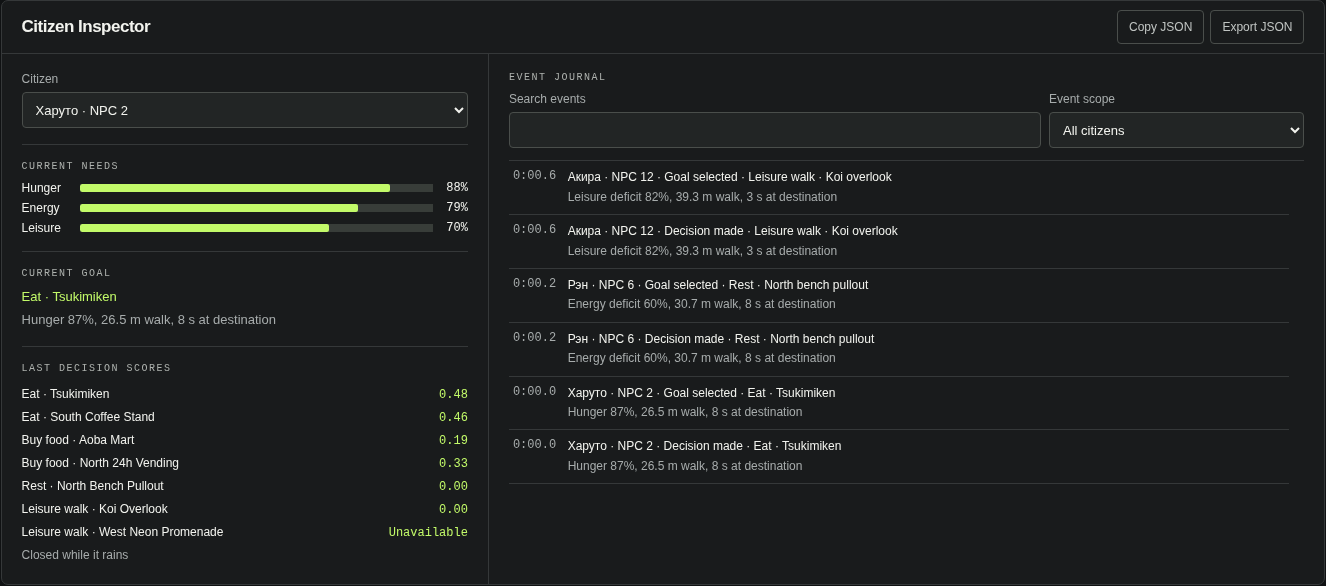 Citizen Inspector
Copy JSON
Export JSON
Citizen
Харуто · NPC 2
CURRENT NEEDS
Hunger 88%
Energy 79%
Leisure 70%
CURRENT GOAL
Eat · Tsukimiken
Hunger 87%, 26.5 m walk, 8 s at destination
LAST DECISION SCORES
Eat · Tsukimiken 0.48
Eat · South Coffee Stand 0.46
Buy food · Aoba Mart 0.19
Buy food · North 24h Vending 0.33
Rest · North Bench Pullout 0.00
Leisure walk · Koi Overlook 0.00
Leisure walk · West Neon Promenade Unavailable
Closed while it rains
EVENT JOURNAL
Search events
Event scope
All citizens
0:00.6 Акира · NPC 12 · Goal selected · Leisure walk · Koi overlook
Leisure deficit 82%, 39.3 m walk, 3 s at destination
0:00.6 Акира · NPC 12 · Decision made · Leisure walk · Koi overlook
Leisure deficit 82%, 39.3 m walk, 3 s at destination
0:00.2 Рэн · NPC 6 · Goal selected · Rest · North bench pullout
Energy deficit 60%, 30.7 m walk, 8 s at destination
0:00.2 Рэн · NPC 6 · Decision made · Rest · North bench pullout
Energy deficit 60%, 30.7 m walk, 8 s at destination
0:00.0 Харуто · NPC 2 · Goal selected · Eat · Tsukimiken
Hunger 87%, 26.5 m walk, 8 s at destination
0:00.0 Харуто · NPC 2 · Decision made · Eat · Tsukimiken
Hunger 87%, 26.5 m walk, 8 s at destination